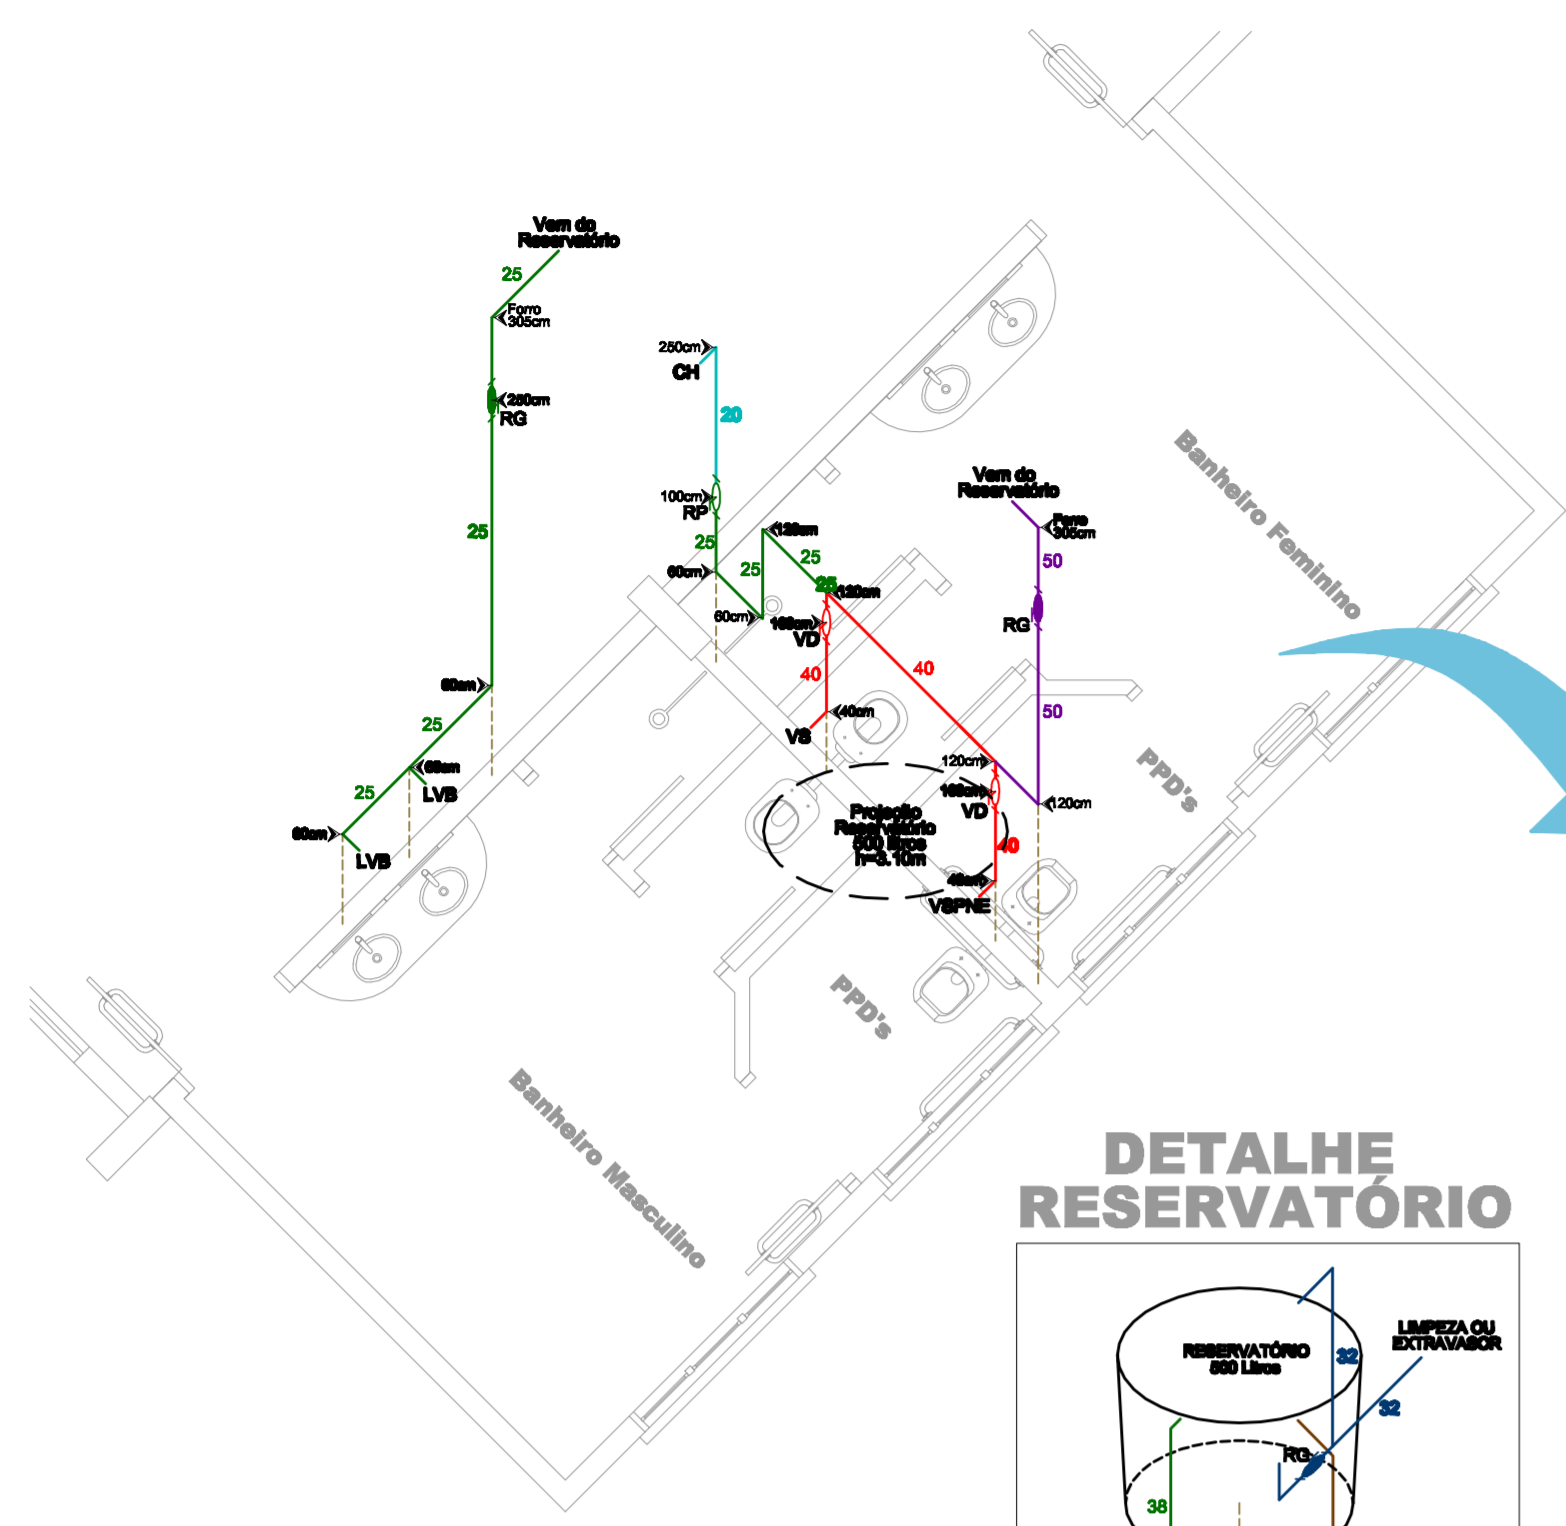 Vem do
Reservatório
25
Forro
305cm
250cm
RG
25
60cm
25
60cm
LVB
25
60cm
LVB
250cm
CH
20
100cm
RP
25
60cm
25
60cm
120cm
25
25
120cm
VD
40
40cm
VS
40
Vem do
Reservatório
Forro
305cm
50
RG
50
120cm
120cm
VD
40
VSPNE
Projeção
Reservatório
500 litros
h=3.10m
Banheiro Feminino
PPD's
PPD's
Banheiro Masculino
DETALHE
RESERVATÓRIO
RESERVATÓRIO
500 Litros
LIMPEZA OU
EXTRAVASOR
32
32
RG
38